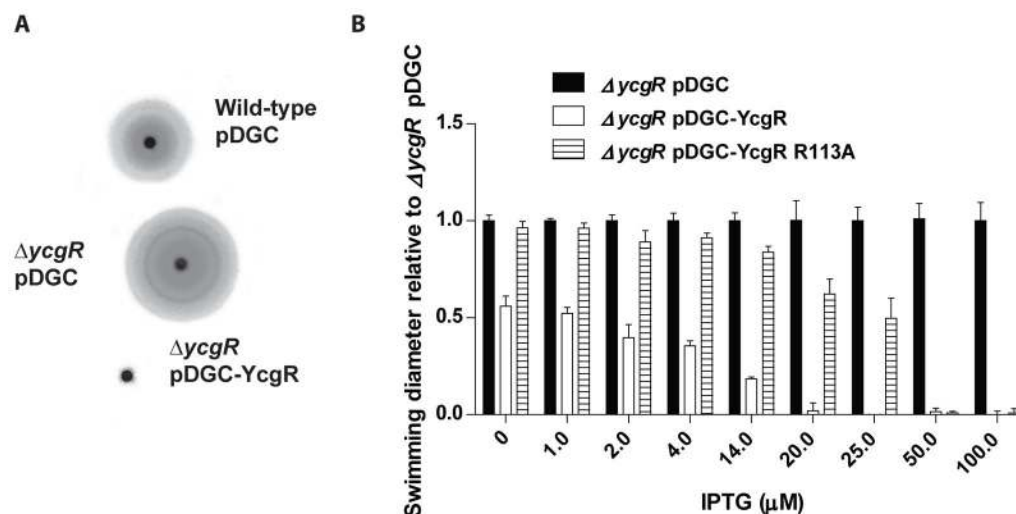 A
Wild-type
pDGC
ΔycgR
pDGC
ΔycgR
pDGC-YcgR
B
Swimming diameter relative to ΔycgR pDGC
ΔycgR pDGC
ΔycgR pDGC-YcgR
ΔycgR pDGC-YcgR R113A
1.5
1.0
0.5
0.0
0 1.0 2.0 4.0 14.0 20.0 25.0 50.0 100.0
IPTG (μM)